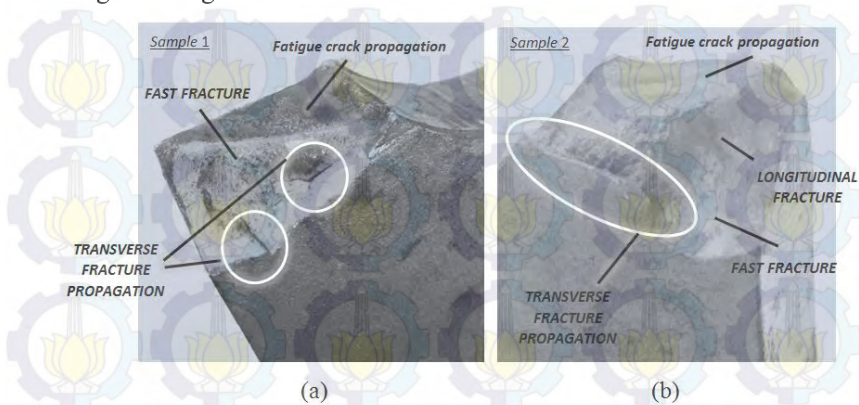 Sample 1
Fatigue crack propagation
FAST FRACTURE
TRANSVERSE
FRACTURE
PROPAGATION
(a)
Sample 2
Fatigue crack propagation
LONGITUDINAL
FRACTURE
FAST FRACTURE
TRANSVERSE
FRACTURE
PROPAGATION
(b)